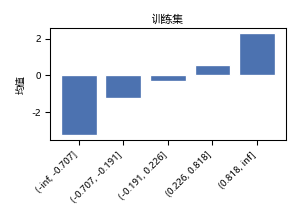 训练集
均值
2
0
-2
(-inf, -0.707]
(-0.707, -0.191]
(-0.191, 0.226]
(0.226, 0.818]
(0.818, inf]